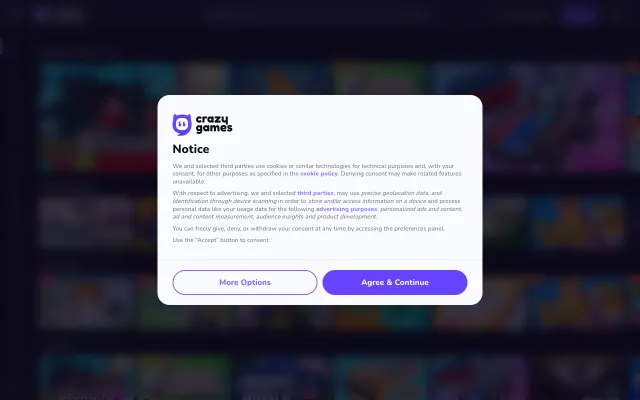 crazy
games
Notice
We and selected third parties use cookies or similar technologies for technical purposes and, with your
consent, for other purposes as specified in the cookie policy. Denying consent may make related features
unavailable.
With respect to advertising, we and selected third parties, may use precise geolocation data, and
identification through device scanning in order to store and/or access information on a device and process
personal data like your usage data for the following advertising purposes: personalized ads and content,
ad and content measurement, audience insights and product development.
You can freely give, deny, or withdraw your consent at any time by accessing the preferences panel.
Use the "Accept" button to consent.
More Options
Agree & Continue